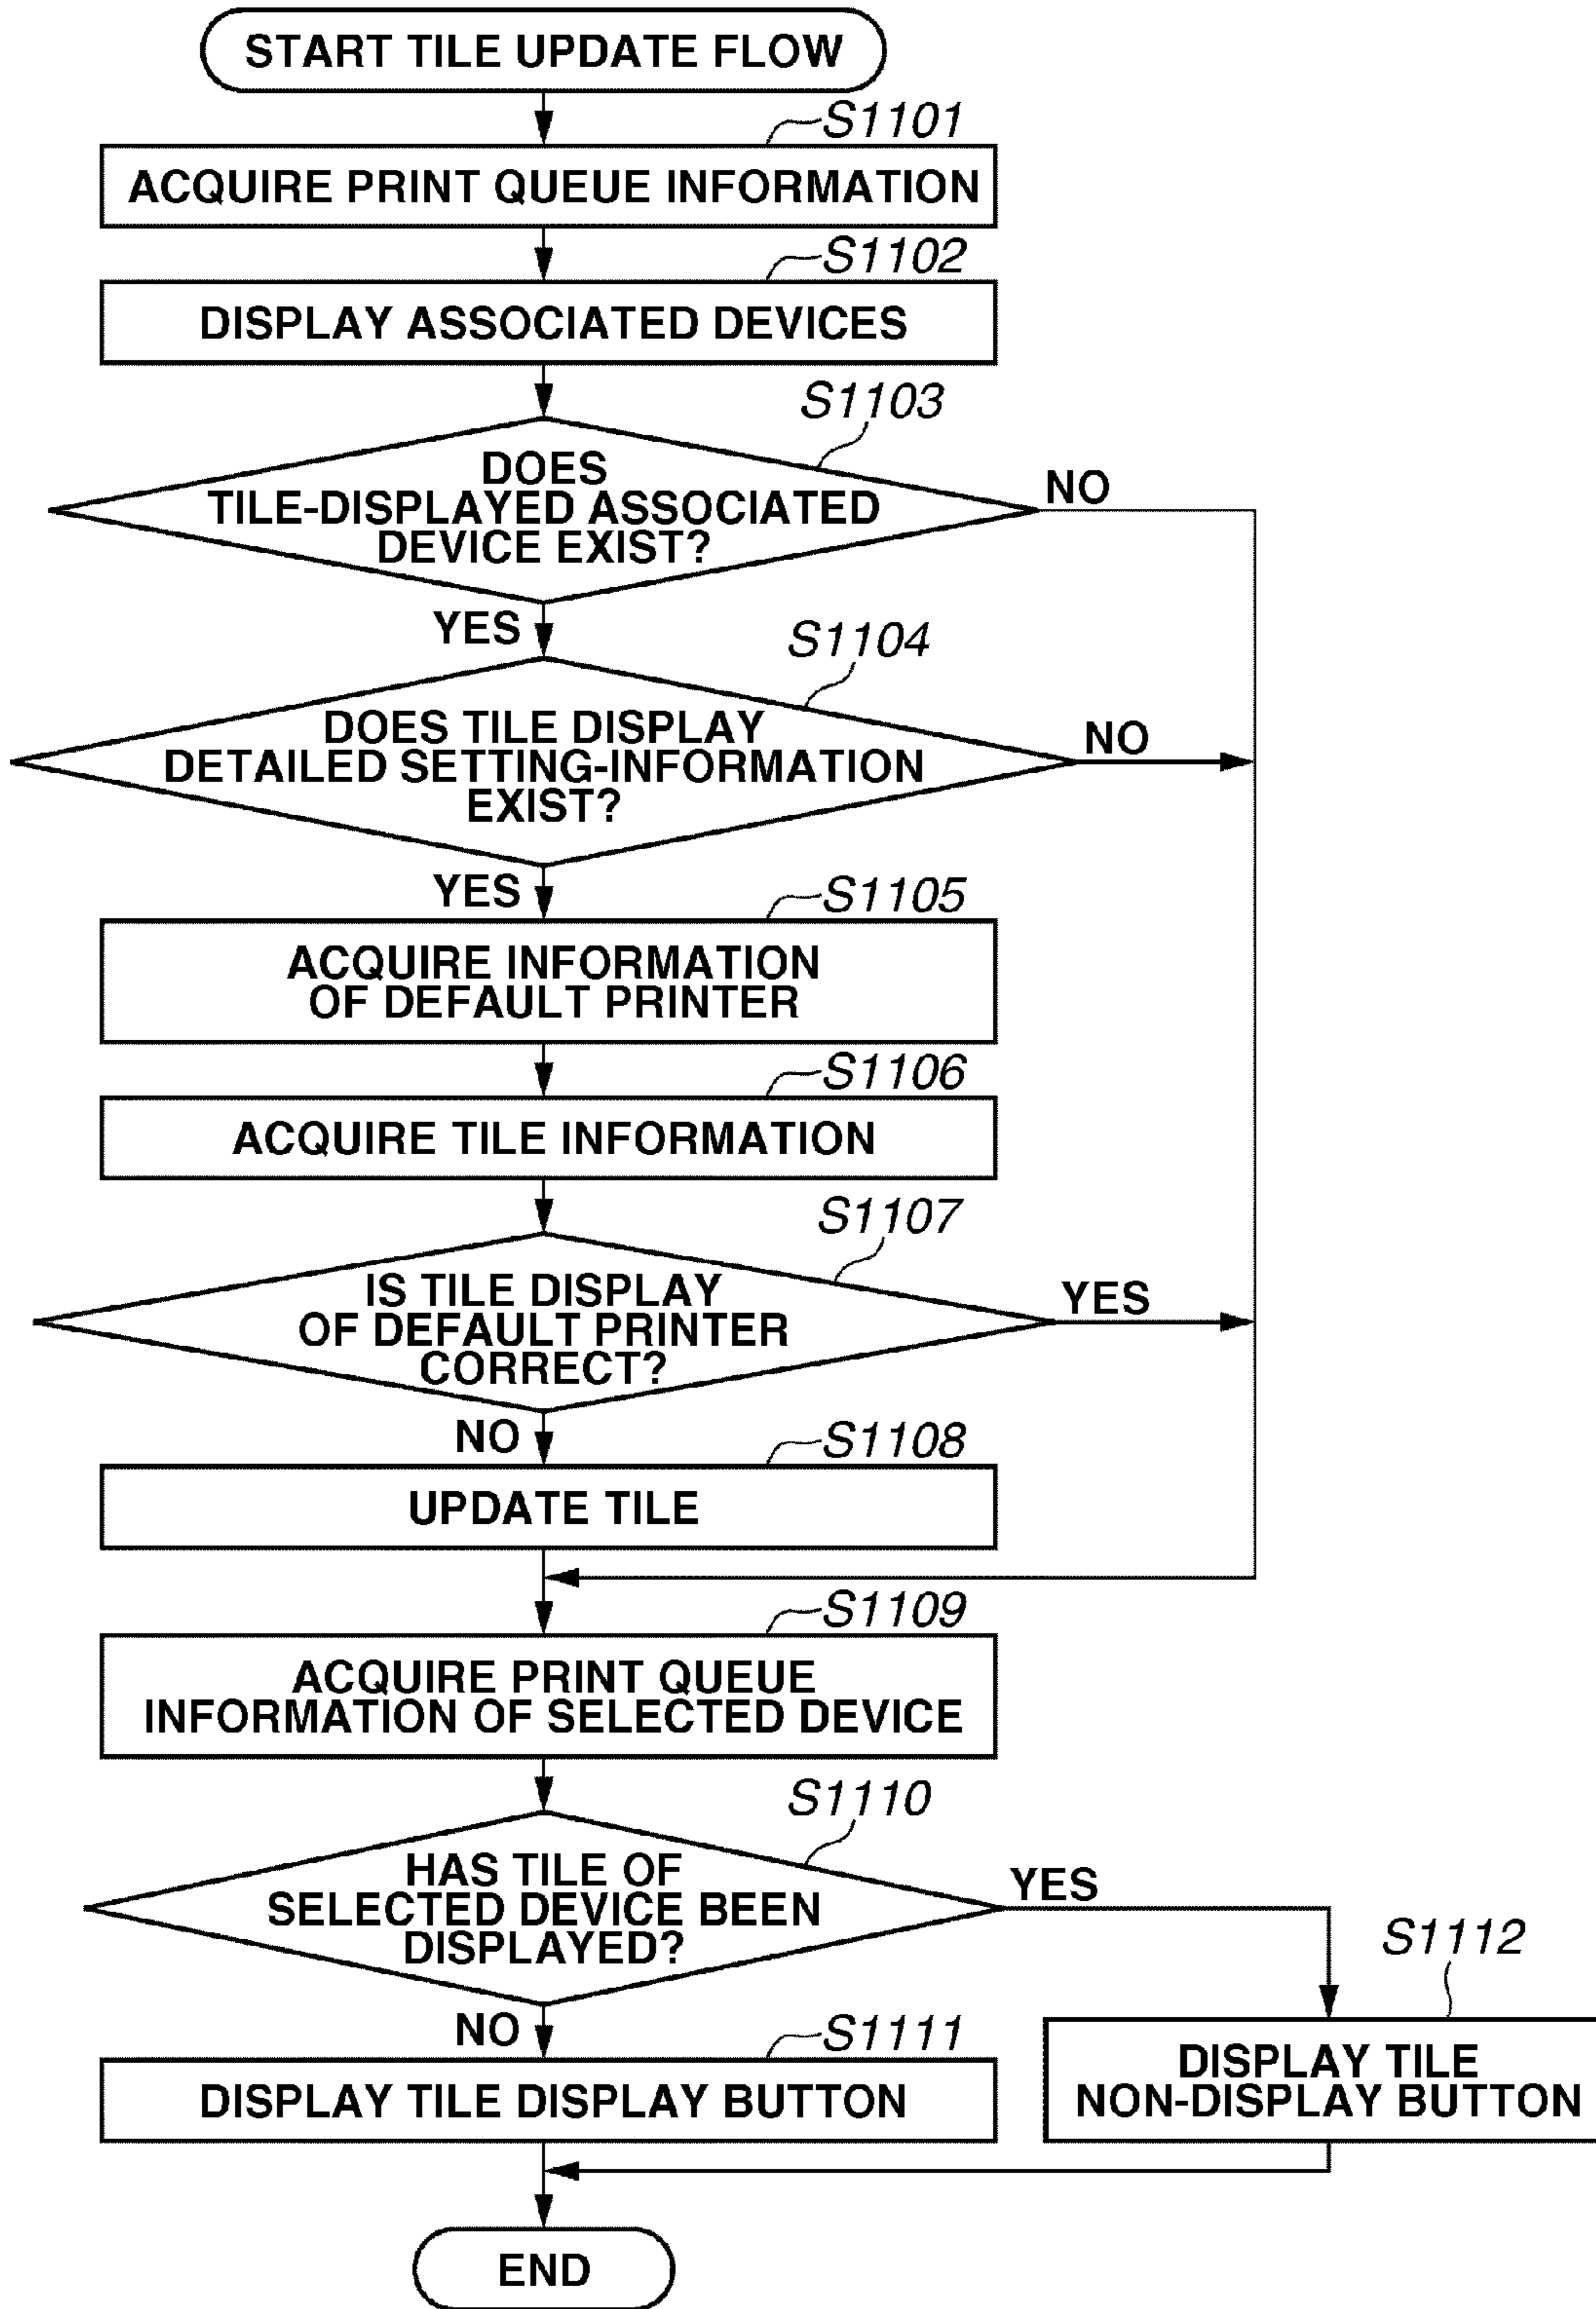 START TILE UPDATE FLOW
S1101
ACQUIRE PRINT QUEUE INFORMATION
S1102
DISPLAY ASSOCIATED DEVICES
S1103
DOES
TILE-DISPLAYED ASSOCIATED
DEVICE EXIST?
NO
YES
S1104
DOES TILE DISPLAY
DETAILED SETTING-INFORMATION
EXIST?
NO
YES
S1105
ACQUIRE INFORMATION
OF DEFAULT PRINTER
S1106
ACQUIRE TILE INFORMATION
S1107
IS TILE DISPLAY
OF DEFAULT PRINTER
CORRECT?
YES
NO
S1108
UPDATE TILE
S1109
ACQUIRE PRINT QUEUE
INFORMATION OF SELECTED DEVICE
S1110
HAS TILE OF
SELECTED DEVICE BEEN
DISPLAYED?
YES
S1112
DISPLAY TILE
NON-DISPLAY BUTTON
NO
S1111
DISPLAY TILE DISPLAY BUTTON
END